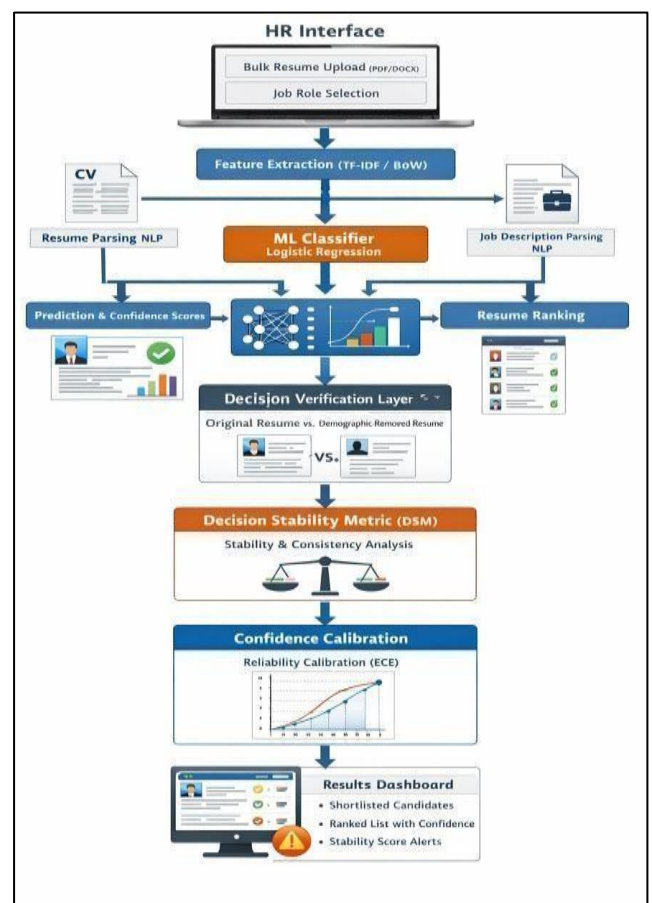 HR Interface
Bulk Resume Upload (PDF/DOCX)
Job Role Selection
Feature Extraction (TF-IDF / BoW)
CV
Resume Parsing NLP
ML Classifier
Logistic Regression
Job Description Parsing
NLP
Prediction & Confidence Scores
Resume Ranking
Decision Verification Layer
Original Resume vs. Demographic-Removed Resume
VS.
Decision Stability Metric (DSM)
Stability & Consistency Analysis
Confidence Calibration
Reliability Calibration (ECE)
Results Dashboard
• Shortlisted Candidates
• Ranked List with Confidence
• Stability Score Alerts